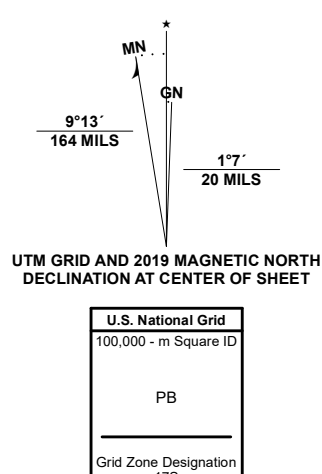 ★
MN
GN
9°13´
164 MILS
1°7´
20 MILS
UTM GRID AND 2019 MAGNETIC NORTH
DECLINATION AT CENTER OF SHEET
U.S. National Grid
100,000 - m Square ID
PB
Grid Zone Designation